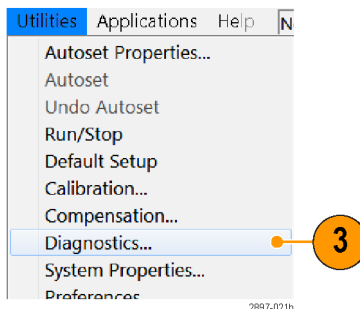 Utilities Applications Help N
Autoset Properties...
Autoset
Undo Autoset
Run/Stop
Default Setup
Calibration...
Compensation...
Diagnostics...
3
System Properties...
Preferences
2897-021b